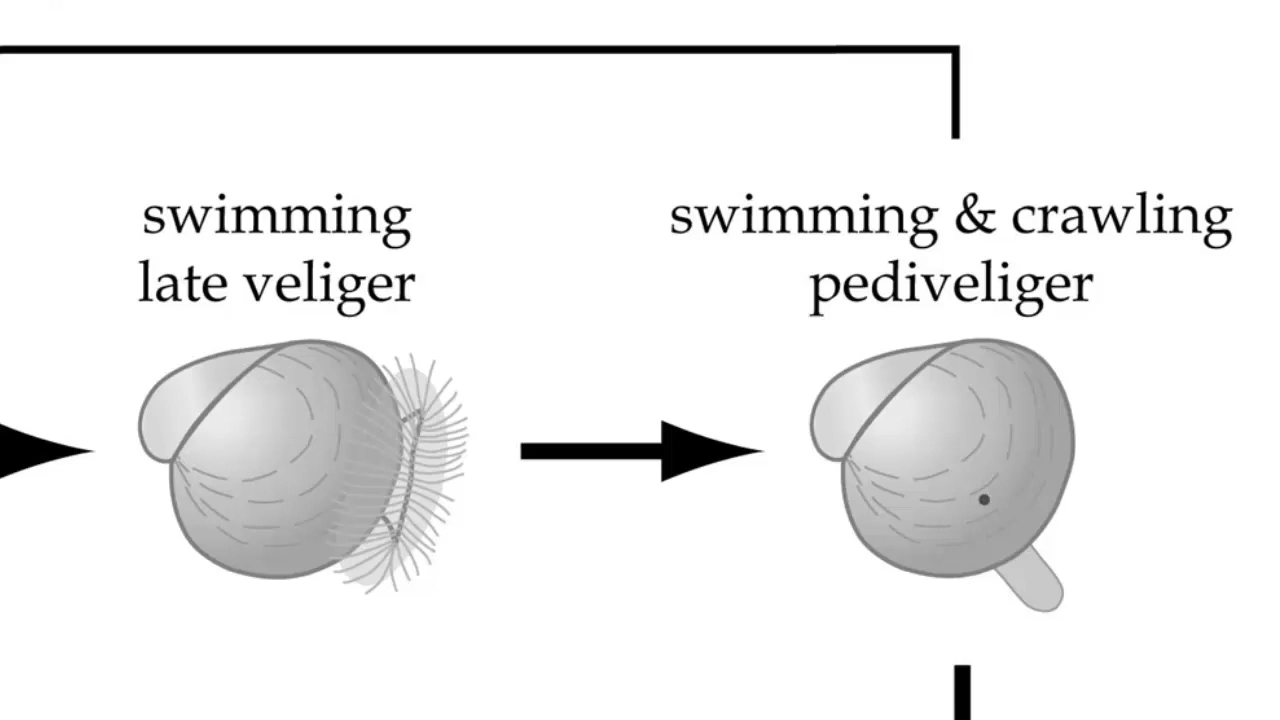 swimming
late veliger
swimming & crawling
pediveliger